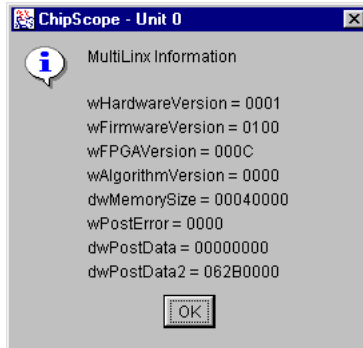 ChipScope - Unit 0
MultiLinx Information
wHardwareVersion = 0001
wFirmwareVersion = 0100
wFPGAVersion = 000C
wAlgorithmVersion = 0000
dwMemorySize = 00040000
wPostError = 0000
dwPostData = 00000000
dwPostData2 = 062B0000
OK